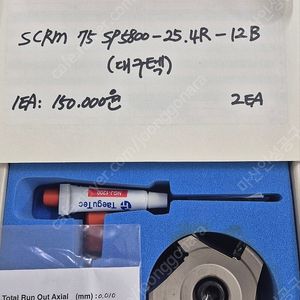 SCRM 75 SP5800-25.4R-12B
(대구텍)
1EA: 150.000원 2EA
TaeguTec
Total Run Out Axial (mm) : 0.010